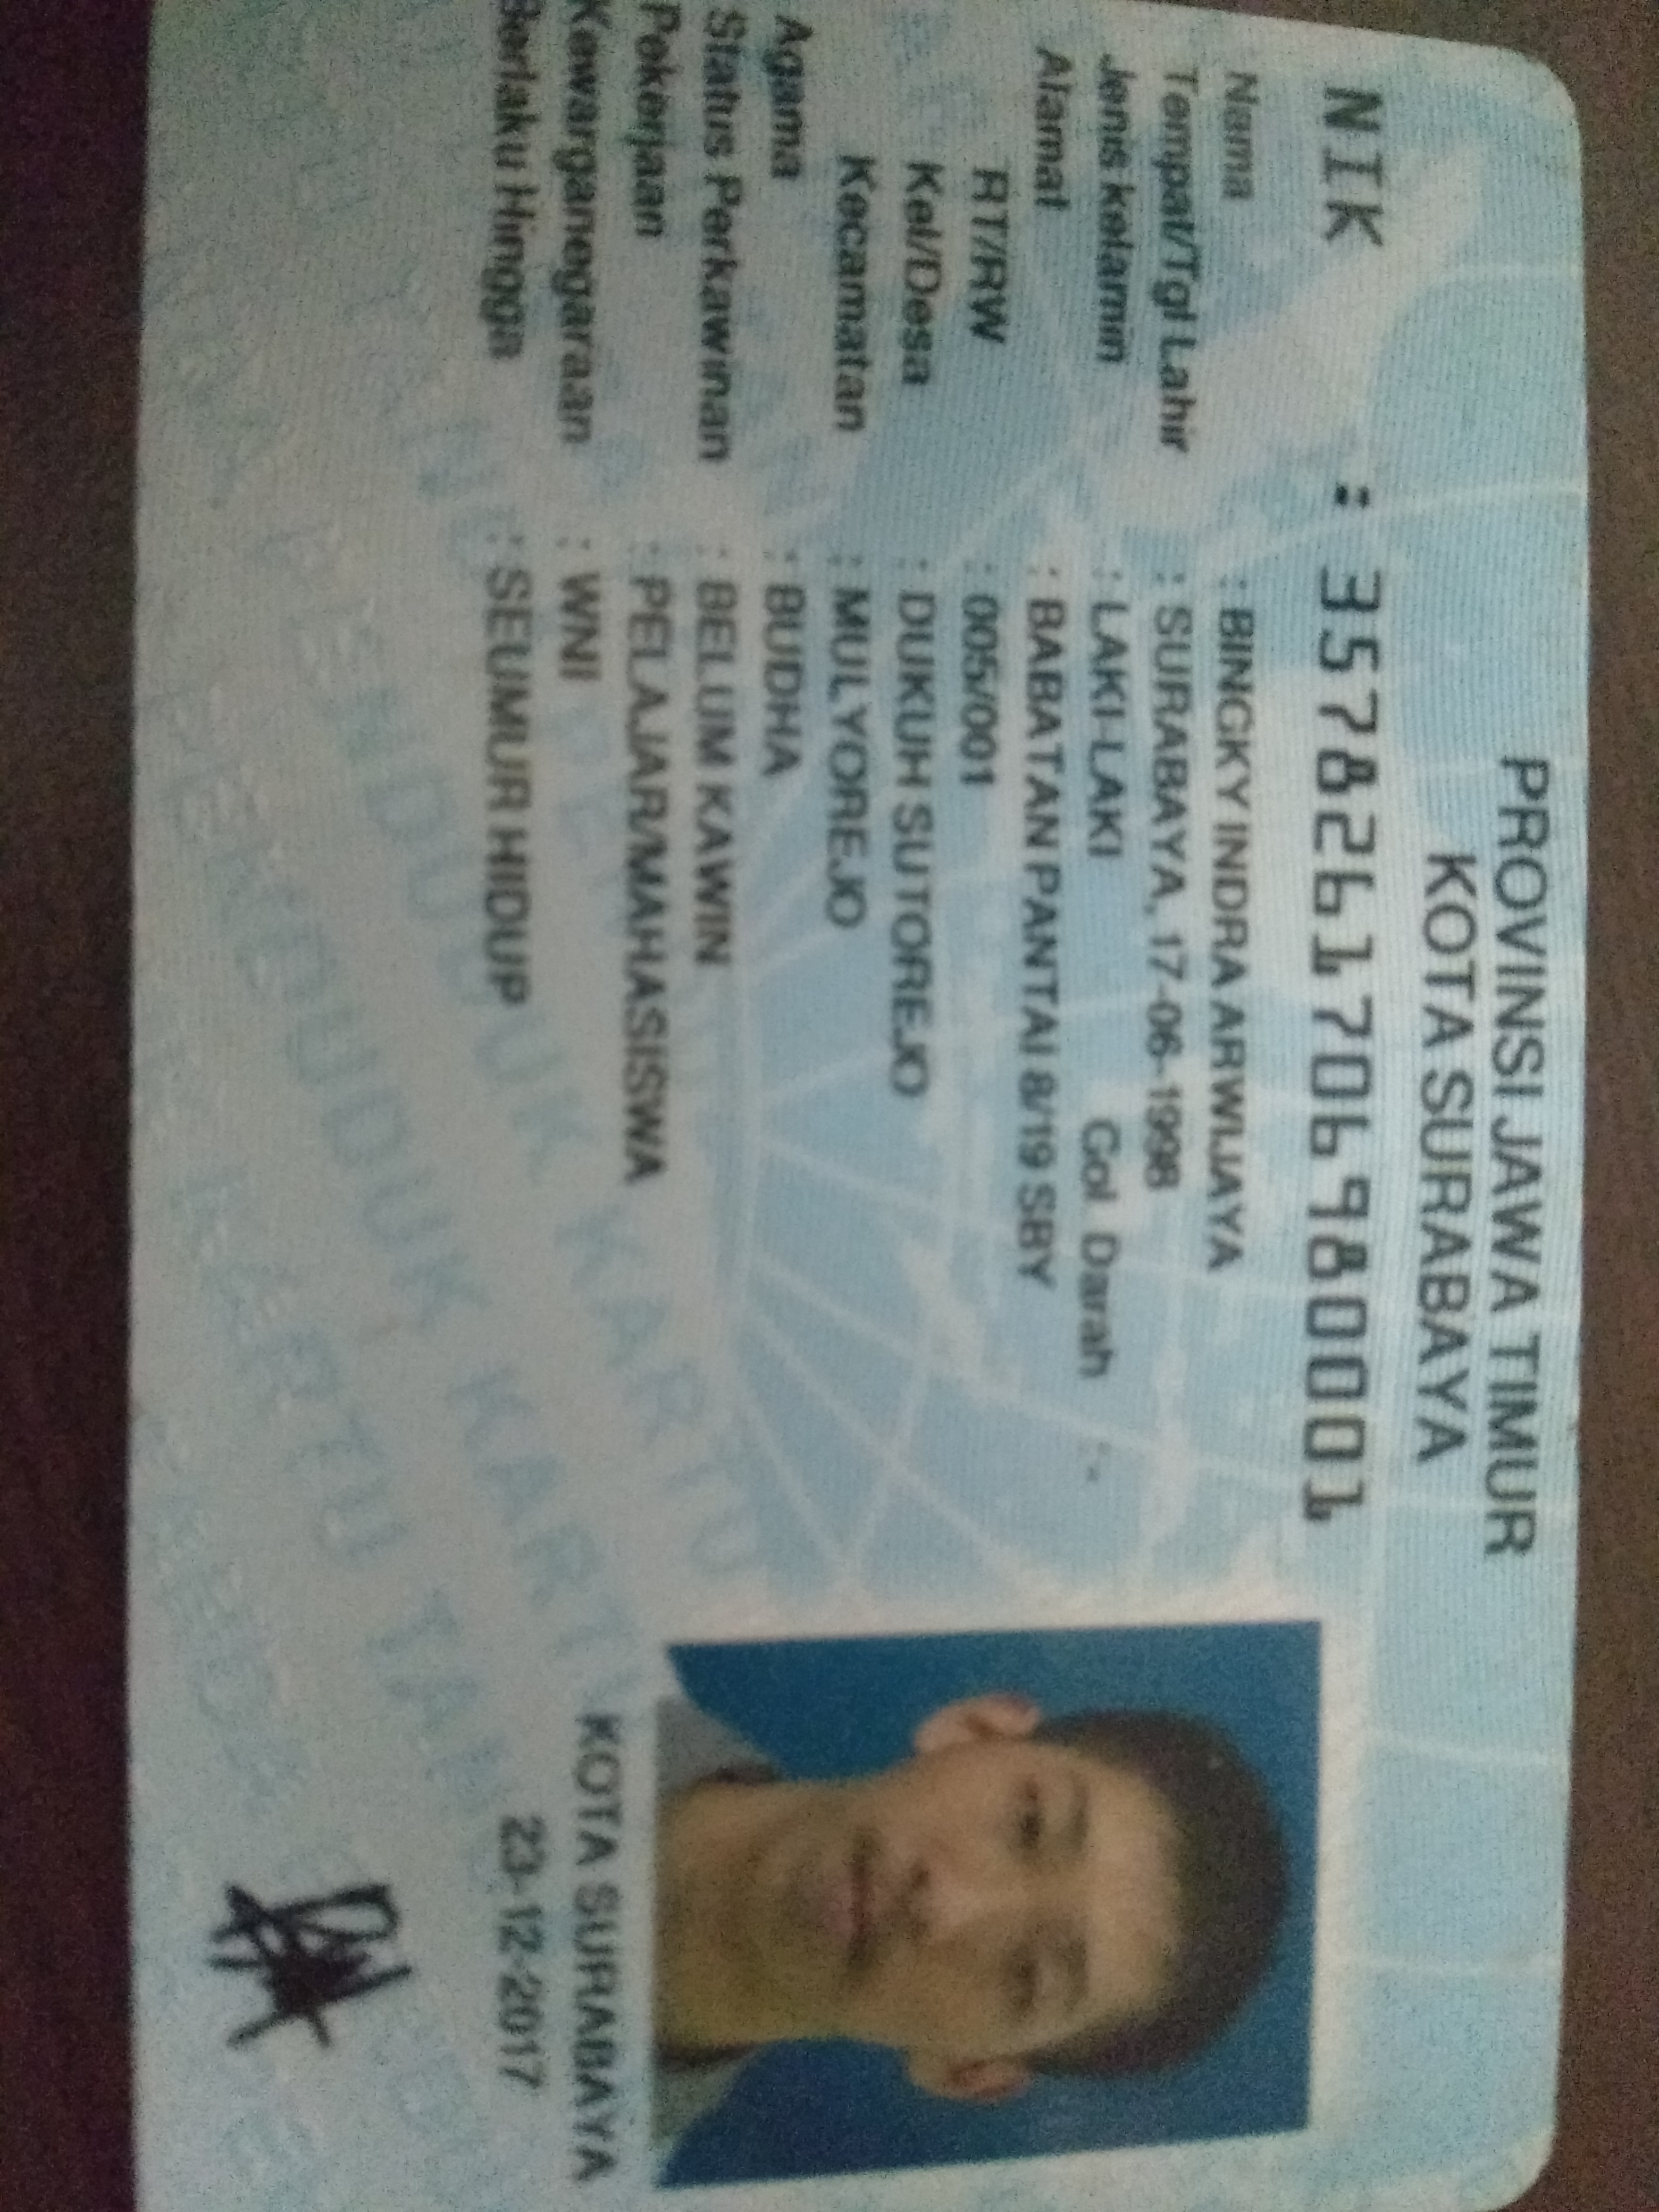 PROVINSI JAWA TIMUR
KOTA SURABAYA
NIK : 3578261706980001
Nama : BINGKY INDRA ARWIJAYA
Tempat/Tgl Lahir : SURABAYA, 17-06-1998
Jenis kelamin : LAKI-LAKI Gol. Darah : -
Alamat : BABATAN PANTAI 8/19 SBY
RT/RW : 005/001
Kel/Desa : DUKUH SUTOREJO
Kecamatan : MULYOREJO
Agama : BUDHA
Status Perkawinan : BELUM KAWIN
Pekerjaan : PELAJAR/MAHASISWA
Kewarganegaraan : WNI
Berlaku Hingga : SEUMUR HIDUP
KOTA SURABAYA
23-12-2017